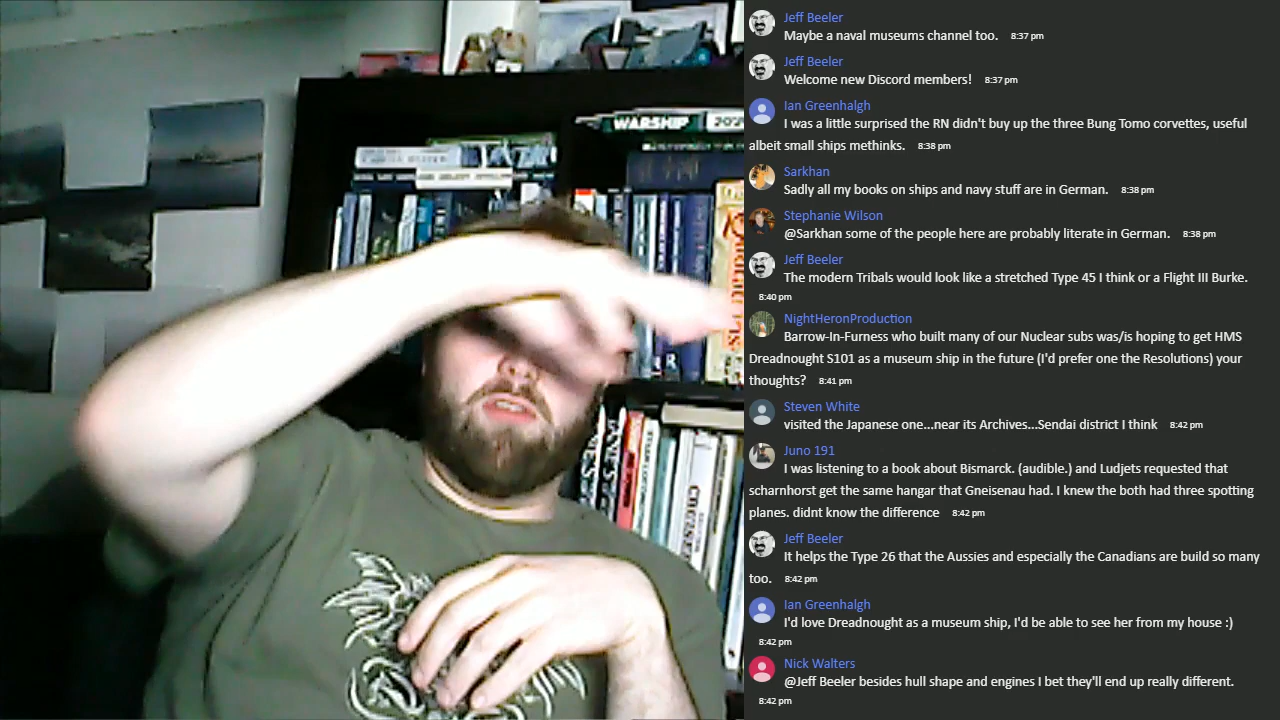 WARSHIP 202
Jeff Beeler
Maybe a naval museums channel too. 8:37 pm
Jeff Beeler
Welcome new Discord members! 8:37 pm
Ian Greenhalgh
I was a little surprised the RN didn't buy up the three Bung Tomo corvettes, useful
albeit small ships methinks. 8:38 pm
Sarkhan
Sadly all my books on ships and navy stuff are in German. 8:38 pm
Stephanie Wilson
@Sarkhan some of the people here are probably literate in German. 8:38 pm
Jeff Beeler
The modern Tribals would look like a stretched Type 45 I think or a Flight III Burke.
8:40 pm
NightHeronProduction
Barrow-In-Furness who built many of our Nuclear subs was/is hoping to get HMS
Dreadnought S101 as a museum ship in the future (I'd prefer one the Resolutions) your
thoughts? 8:41 pm
Steven White
visited the Japanese one...near its Archives...Sendai district I think 8:42 pm
Juno 191
I was listening to a book about Bismarck. (audible.) and Ludjets requested that
scharnhorst get the same hangar that Gneisenau had. I knew the both had three spotting
planes. didnt know the difference 8:42 pm
Jeff Beeler
It helps the Type 26 that the Aussies and especially the Canadians are build so many
too. 8:42 pm
Ian Greenhalgh
I'd love Dreadnought as a museum ship, I'd be able to see her from my house :)
8:42 pm
Nick Walters
@Jeff Beeler besides hull shape and engines I bet they'll end up really different.
8:42 pm